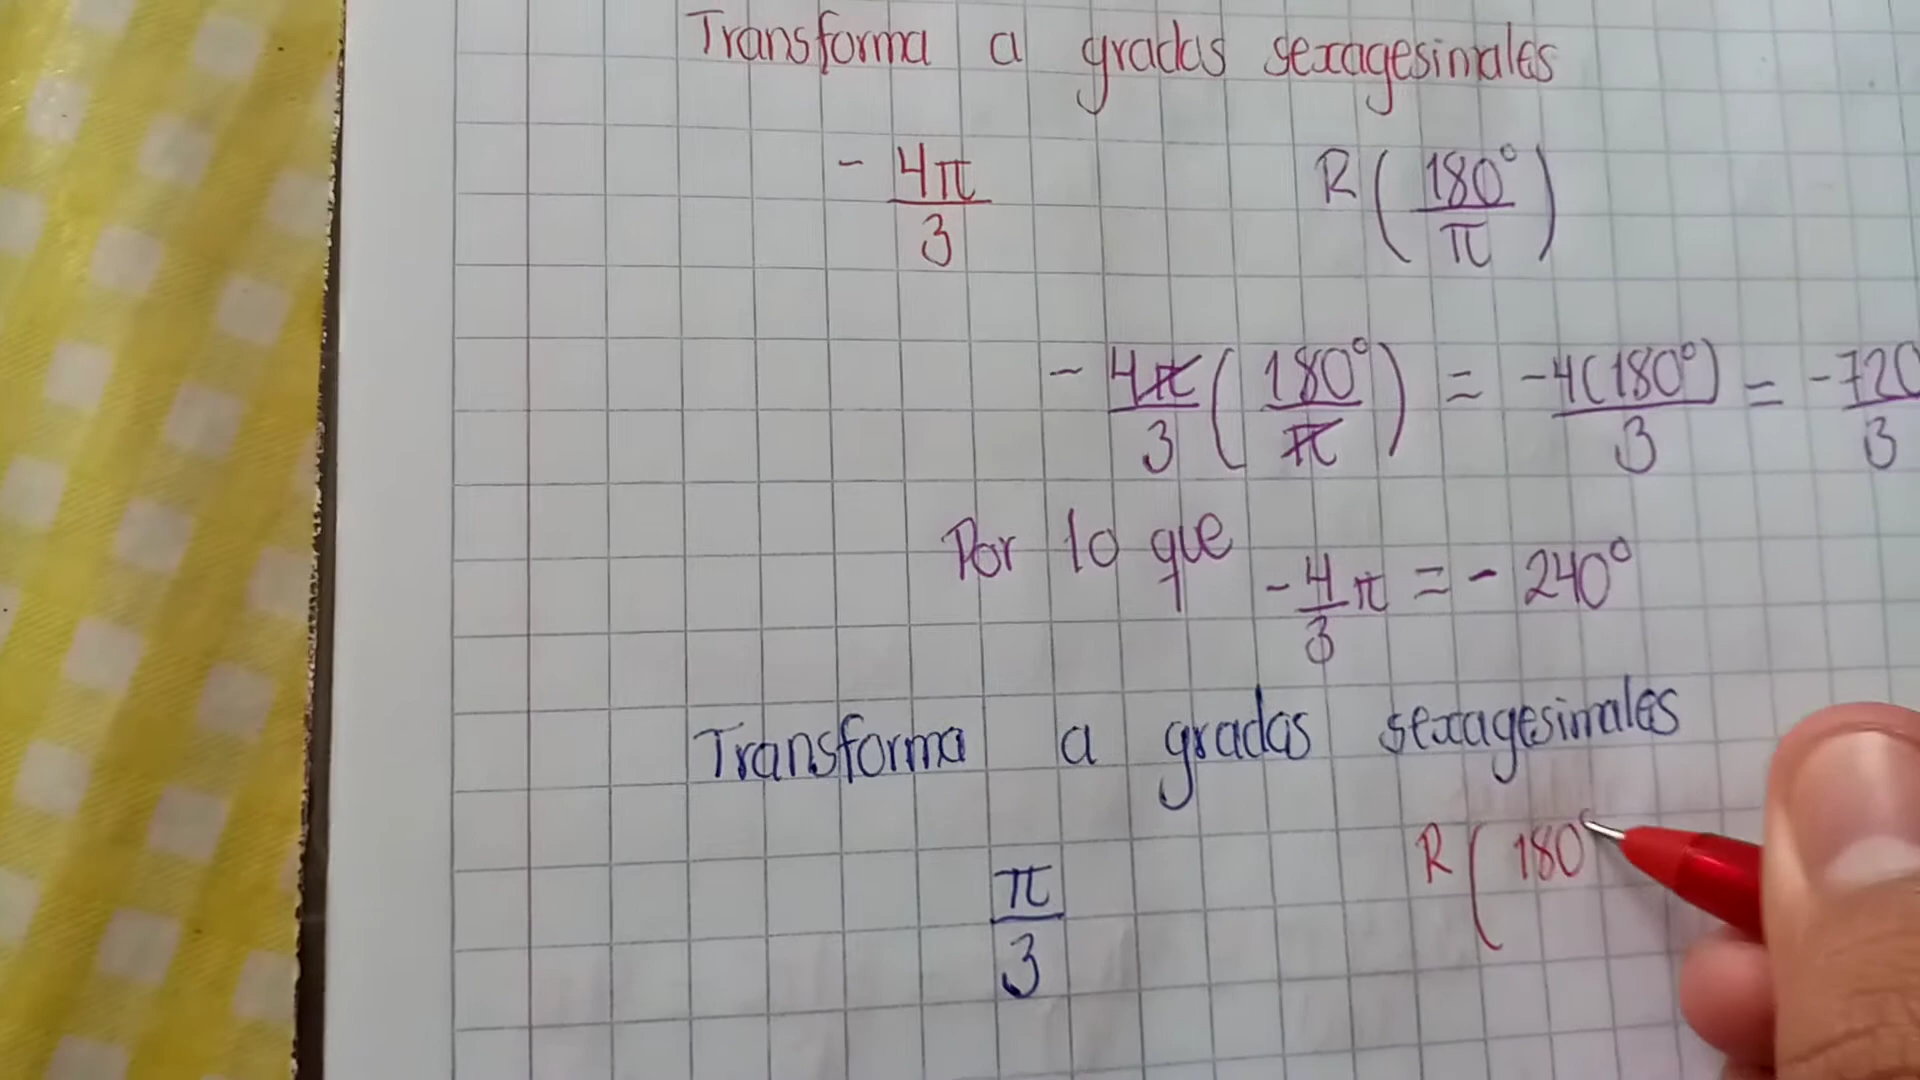 Transforma a grados sexagesimales
- 4π/3 R(180°/π)
- 4π/3 (180°/π) = -4(180°)/3 = -720/3
Por lo que -4/3 π = - 240°
Transforma a grados sexagesimales
π/3 R(180°